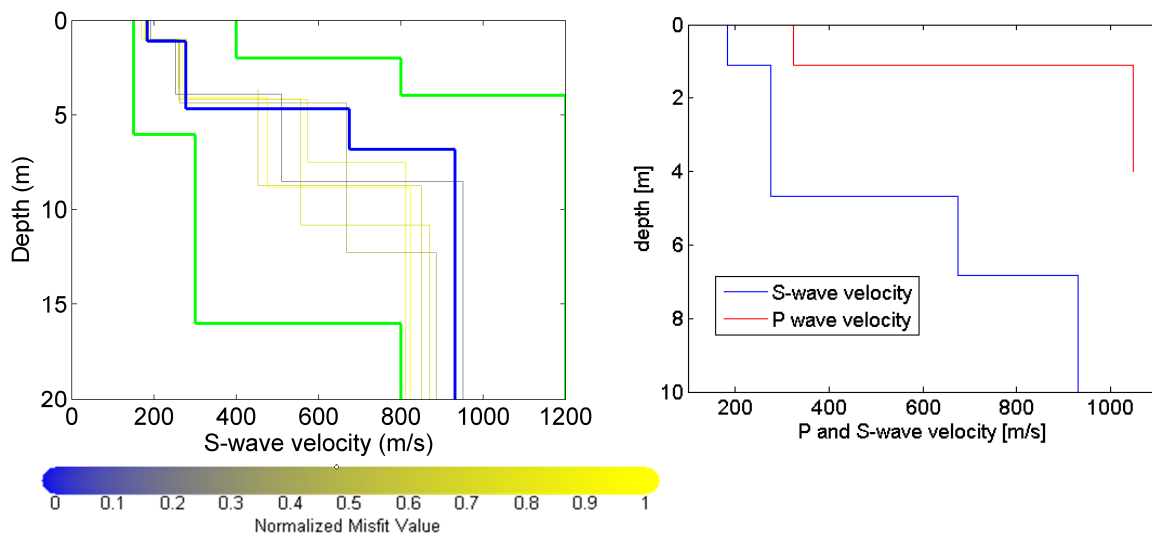 0
5
10
15
20
Depth (m)
0 200 400 600 800 1000 1200
S-wave velocity (m/s)
0 0.1 0.2 0.3 0.4 0.5 0.6 0.7 0.8 0.9 1
Normalized Misfit Value
0
2
4
6
8
10
depth [m]
S-wave velocity
P wave velocity
200 400 600 800 1000
P and S-wave velocity [m/s]